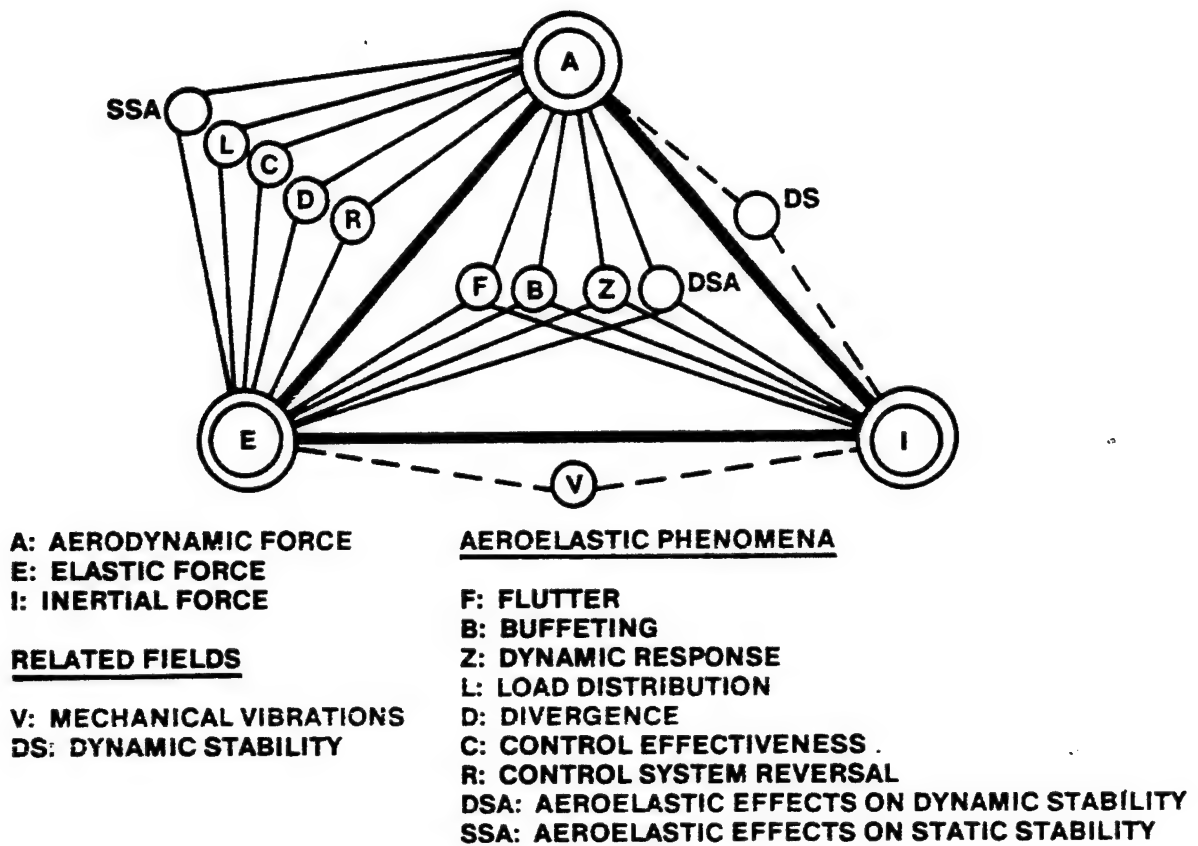 A
SSA
L
C
D
R
DS
F
B
Z
DSA
E
I
V
A: AERODYNAMIC FORCE
E: ELASTIC FORCE
I: INERTIAL FORCE
RELATED FIELDS
V: MECHANICAL VIBRATIONS
DS: DYNAMIC STABILITY
AEROELASTIC PHENOMENA
F: FLUTTER
B: BUFFETING
Z: DYNAMIC RESPONSE
L: LOAD DISTRIBUTION
D: DIVERGENCE
C: CONTROL EFFECTIVENESS
R: CONTROL SYSTEM REVERSAL
DSA: AEROELASTIC EFFECTS ON DYNAMIC STABILITY
SSA: AEROELASTIC EFFECTS ON STATIC STABILITY